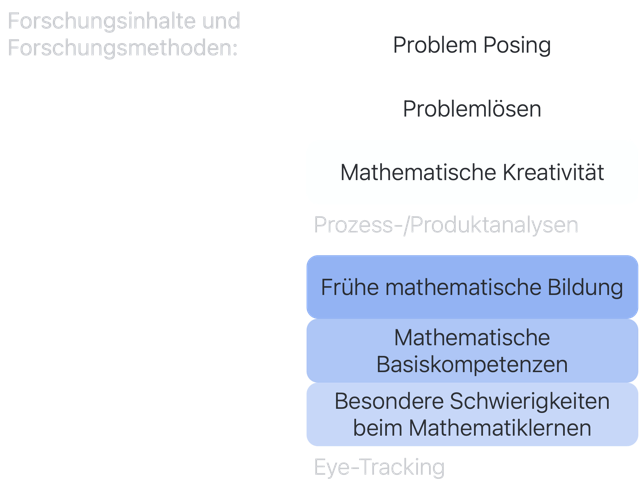 Forschungsinhalte und
Forschungsmethoden:
Problem Posing
Problemlösen
Mathematische Kreativität
Prozess-/Produktanalysen
Frühe mathematische Bildung
Mathematische
Basiskompetenzen
Besondere Schwierigkeiten
beim Mathematiklernen
Eye-Tracking